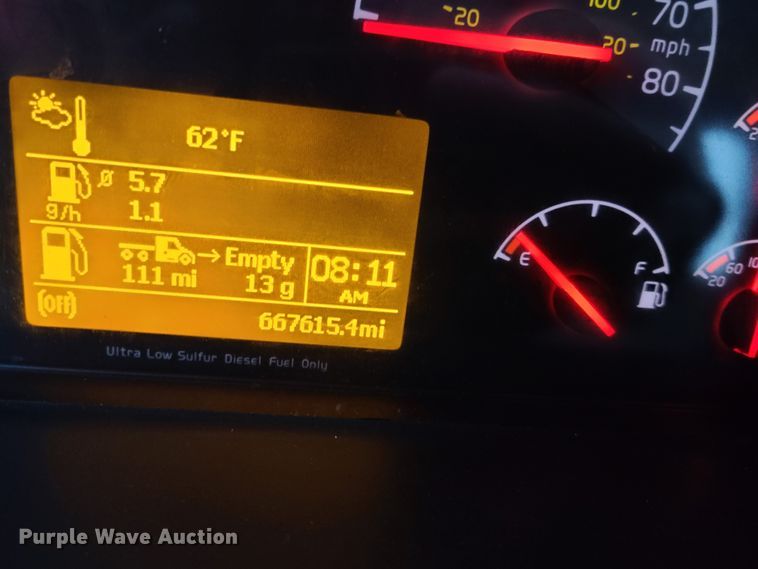 20
100
120
70
mph
80
62°F
ø 5.7
g/h 1.1
Empty
111 mi 13 g
08:11
AM
(OFF)
667615.4mi
Ultra Low Sulfur Diesel Fuel Only
E
F
20
60
Purple Wave Auction